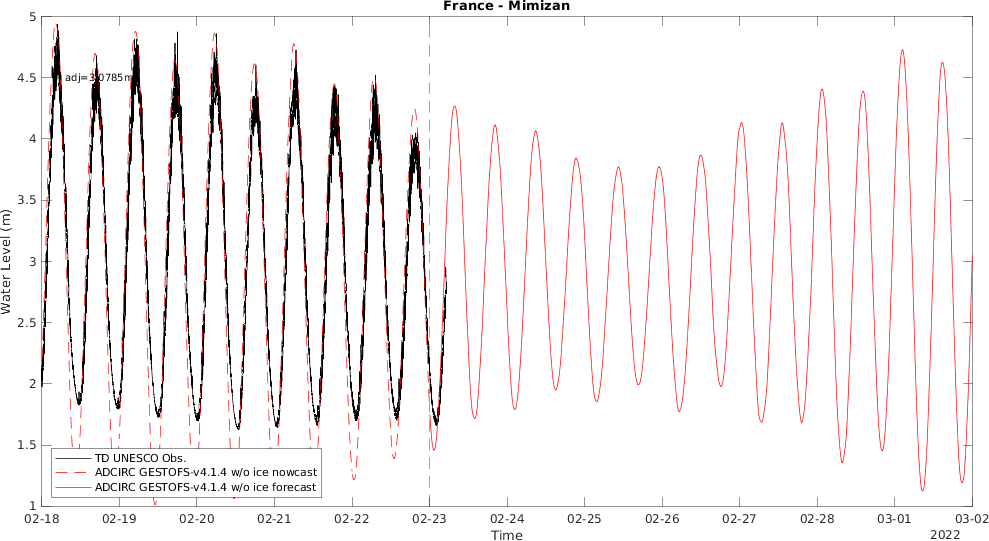 France - Mimizan
5
4.5
4
3.5
3
2.5
2
1.5
1
Water Level (m)
adj=3.0785m
TD UNESCO Obs.
ADCIRC GESTOFS-v4.1.4 w/o ice nowcast
ADCIRC GESTOFS-v4.1.4 w/o ice forecast
02-18 02-19 02-20 02-21 02-22 02-23 02-24 02-25 02-26 02-27 02-28 03-01 03-02
Time
2022